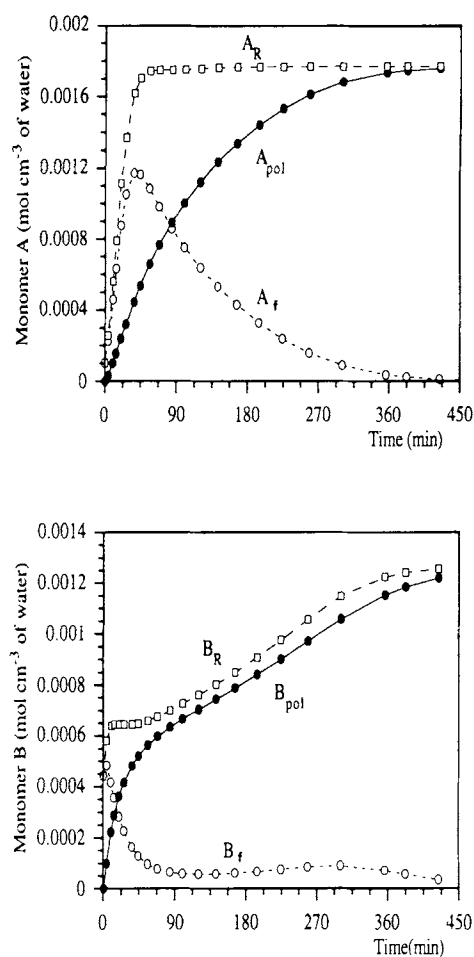 0.002
0.0016
0.0012
0.0008
0.0004
0
Monomer A (mol cm⁻³ of water)
A_R
A_pol
A_f
0 90 180 270 360 450
Time (min)
0.0014
0.0012
0.001
0.0008
0.0006
0.0004
0.0002
0
Monomer B (mol cm⁻³ of water)
B_R
B_pol
B_f
0 90 180 270 360 450
Time(min)